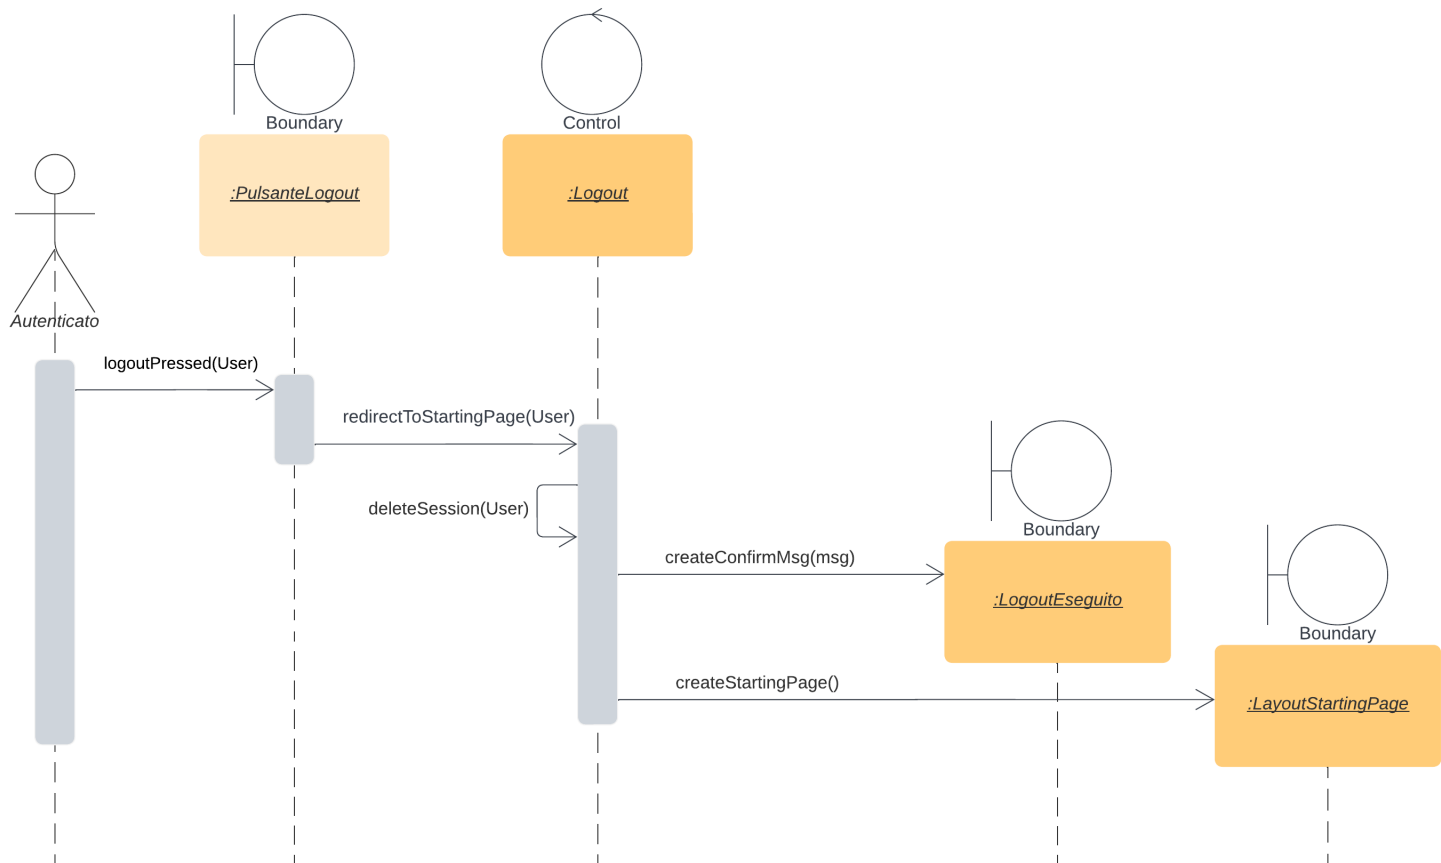 Boundary
Control
:PulsanteLogout
:Logout
Autenticato
logoutPressed(User)
redirectToStartingPage(User)
deleteSession(User)
Boundary
createConfirmMsg(msg)
:LogoutEseguito
Boundary
createStartingPage()
:LayoutStartingPage